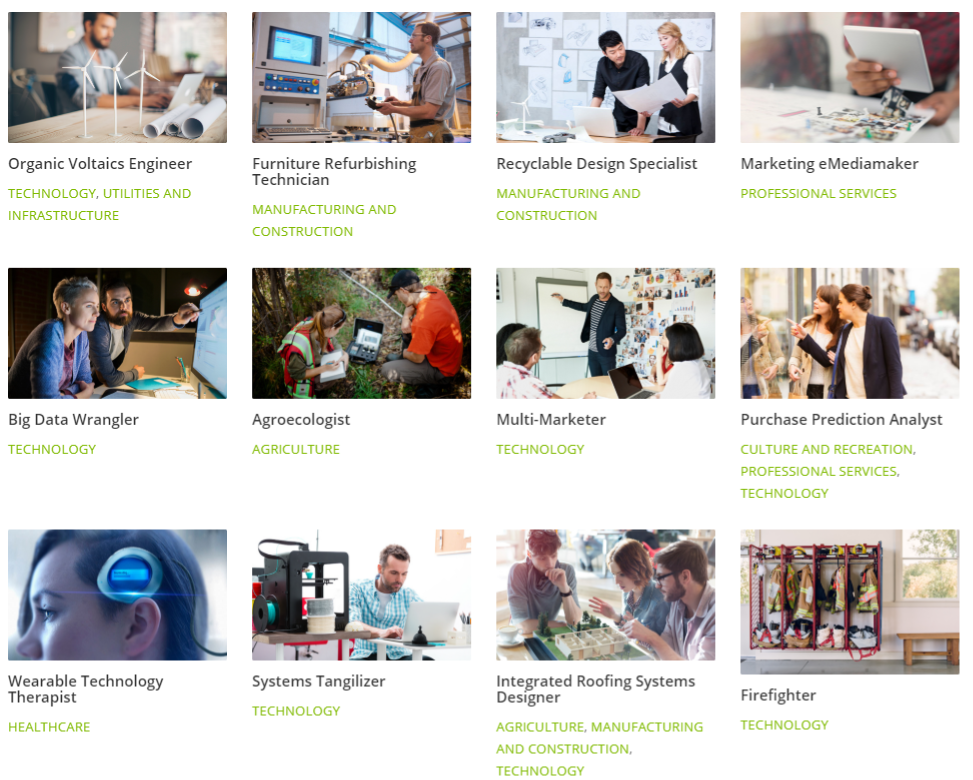 Organic Voltaics Engineer
TECHNOLOGY, UTILITIES AND
INFRASTRUCTURE
Furniture Refurbishing
Technician
MANUFACTURING AND
CONSTRUCTION
Recyclable Design Specialist
MANUFACTURING AND
CONSTRUCTION
Marketing eMediamaker
PROFESSIONAL SERVICES
Big Data Wrangler
TECHNOLOGY
Agroecologist
AGRICULTURE
Multi-Marketer
TECHNOLOGY
Purchase Prediction Analyst
CULTURE AND RECREATION,
PROFESSIONAL SERVICES,
TECHNOLOGY
Wearable Technology
Therapist
HEALTHCARE
Systems Tangilizer
TECHNOLOGY
Integrated Roofing Systems
Designer
AGRICULTURE, MANUFACTURING
AND CONSTRUCTION,
TECHNOLOGY
Firefighter
TECHNOLOGY